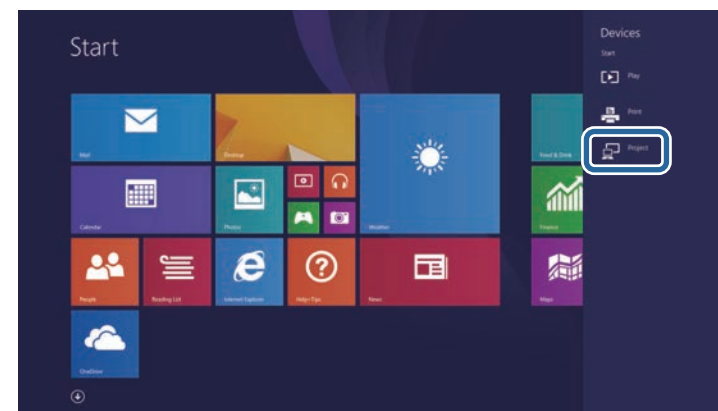 Start
Devices
Start
Play
Print
Project
Mail
Desktop
Weather
Food & Drink
Calendar
Photos
Finance
People
Reading List
Internet Explorer
Help+Tips
News
Maps
OneDrive